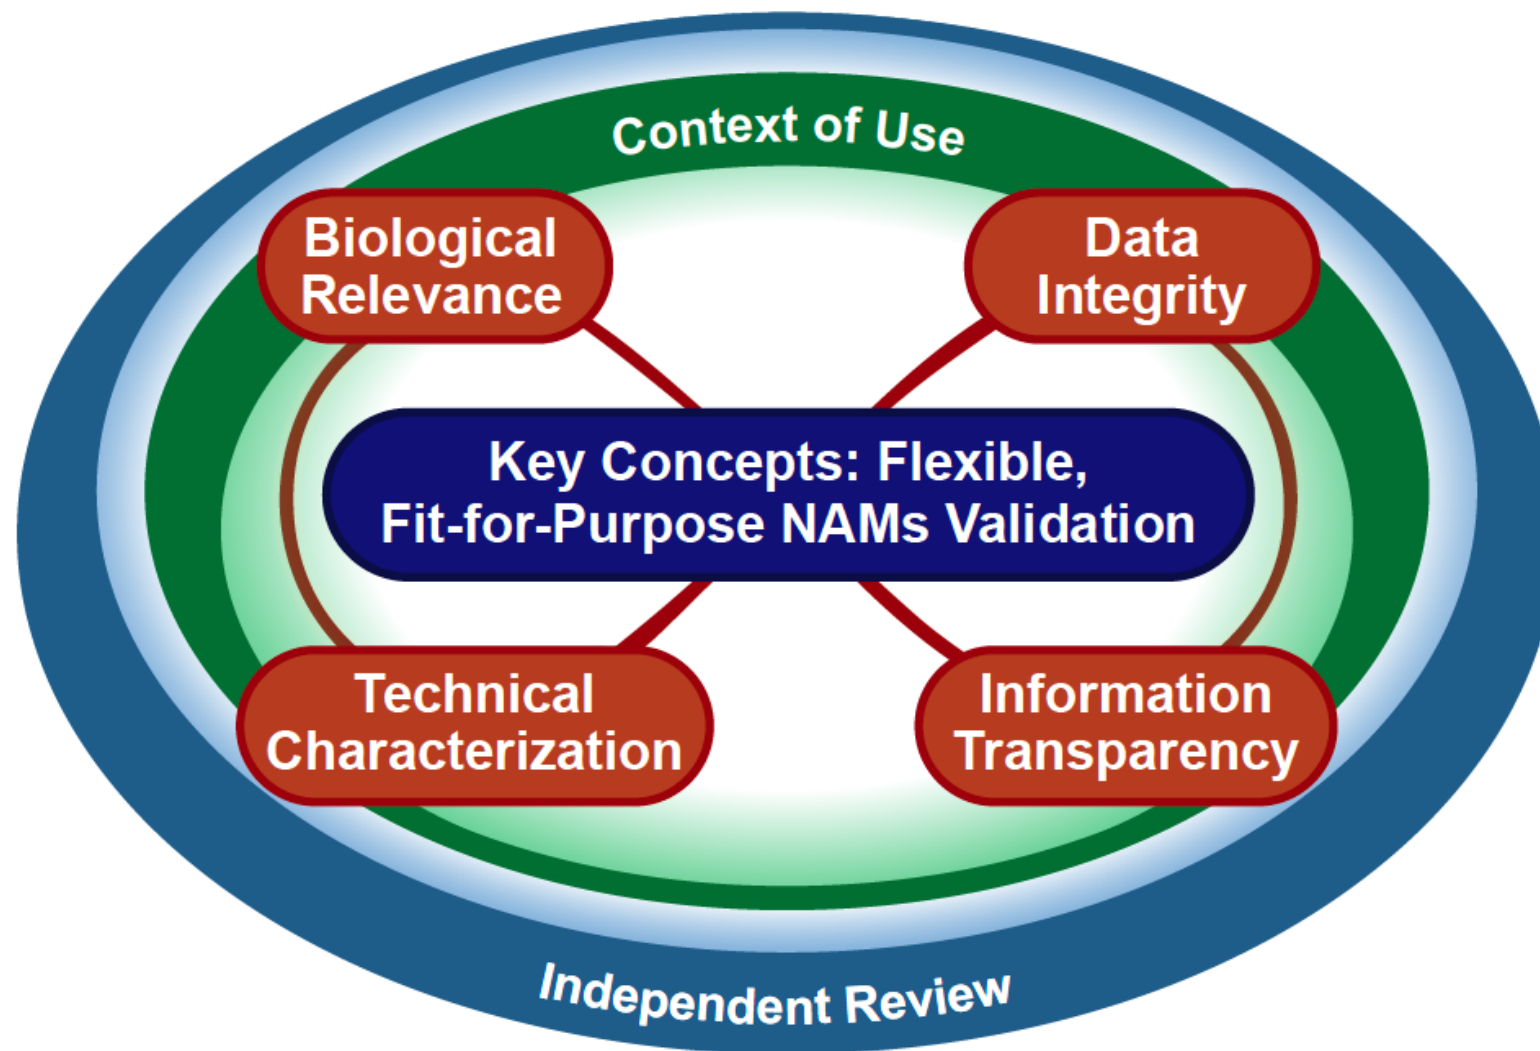 Context of Use
Biological
Relevance
Data
Integrity
Key Concepts: Flexible,
Fit-for-Purpose NAMs Validation
Technical
Characterization
Information
Transparency
Independent Review